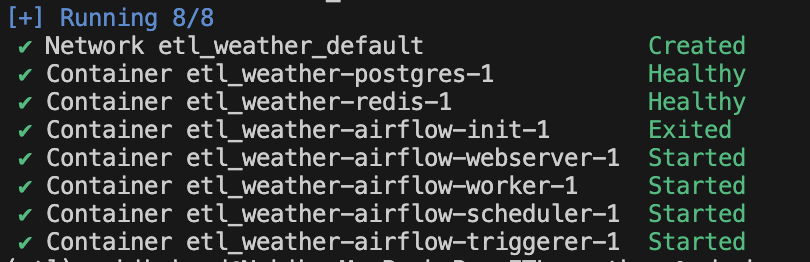 [+] Running 8/8
✔ Network etl_weather_default Created
✔ Container etl_weather-postgres-1 Healthy
✔ Container etl_weather-redis-1 Healthy
✔ Container etl_weather-airflow-init-1 Exited
✔ Container etl_weather-airflow-webserver-1 Started
✔ Container etl_weather-airflow-worker-1 Started
✔ Container etl_weather-airflow-scheduler-1 Started
✔ Container etl_weather-airflow-triggerer-1 Started